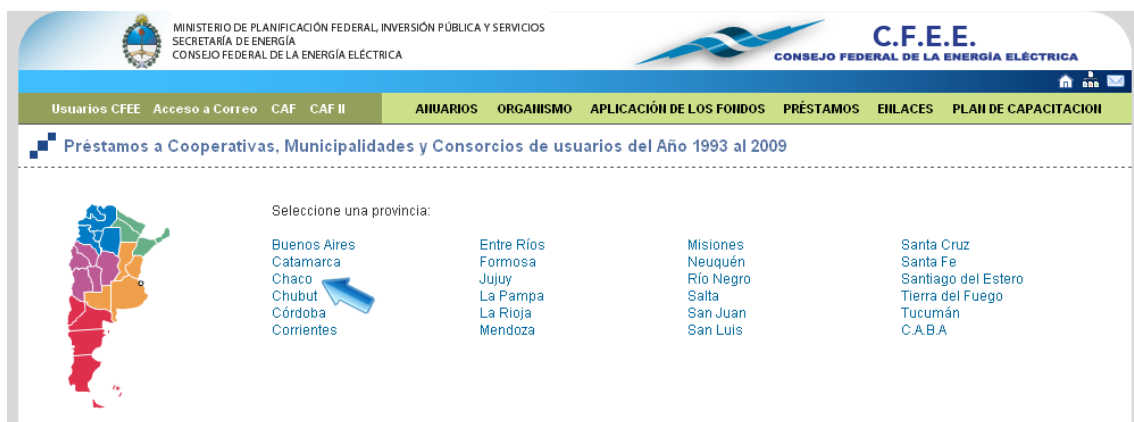 MINISTERIO DE PLANIFICACIÓN FEDERAL, INVERSIÓN PÚBLICA Y SERVICIOS
SECRETARÍA DE ENERGÍA
CONSEJO FEDERAL DE LA ENERGÍA ELÉCTRICA
C.F.E.E.
CONSEJO FEDERAL DE LA ENERGÍA ELÉCTRICA
Usuarios CFEE Acceso a Correo CAF CAF II ANUARIOS ORGANISMO APLICACIÓN DE LOS FONDOS PRÉSTAMOS ENLACES PLAN DE CAPACITACION
Préstamos a Cooperativas, Municipalidades y Consorcios de usuarios del Año 1993 al 2009
Seleccione una provincia:
Buenos Aires Entre Ríos Misiones Santa Cruz
Catamarca Formosa Neuquén Santa Fe
Chaco Jujuy Río Negro Santiago del Estero
Chubut La Pampa Salta Tierra del Fuego
Córdoba La Rioja San Juan Tucumán
Corrientes Mendoza San Luis C.A.B.A